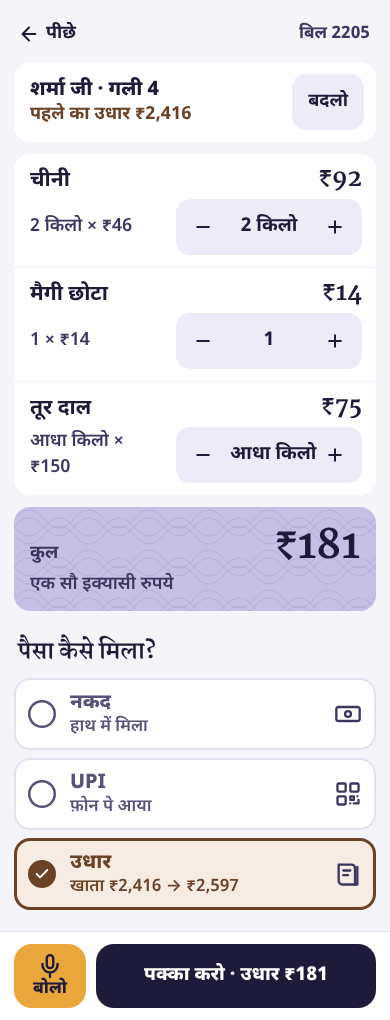 पीछे
बिल 2205
शर्मा जी · गली 4
पहले का उधार ₹2,416
बदलो
चीनी
₹92
2 किलो × ₹46
− 2 किलो +
मैगी छोटा
₹14
1 × ₹14
− 1 +
तूर दाल
₹75
आधा किलो ×
₹150
− आधा किलो +
कुल
₹181
एक सौ इक्यासी रुपये
पैसा कैसे मिला?
नकद
हाथ में मिला
UPI
फ़ोन पे आया
उधार
खाता ₹2,416 → ₹2,597
बोलो
पक्का करो · उधार ₹181